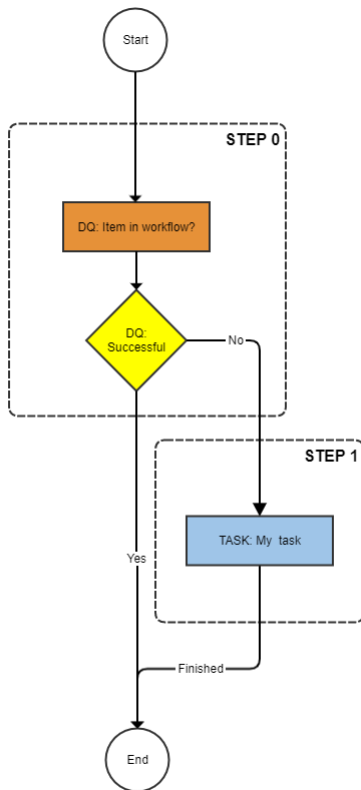 Start
STEP 0
DQ: Item in workflow?
DQ:
Successful
No
STEP 1
TASK: My  task
Yes
Finished
End